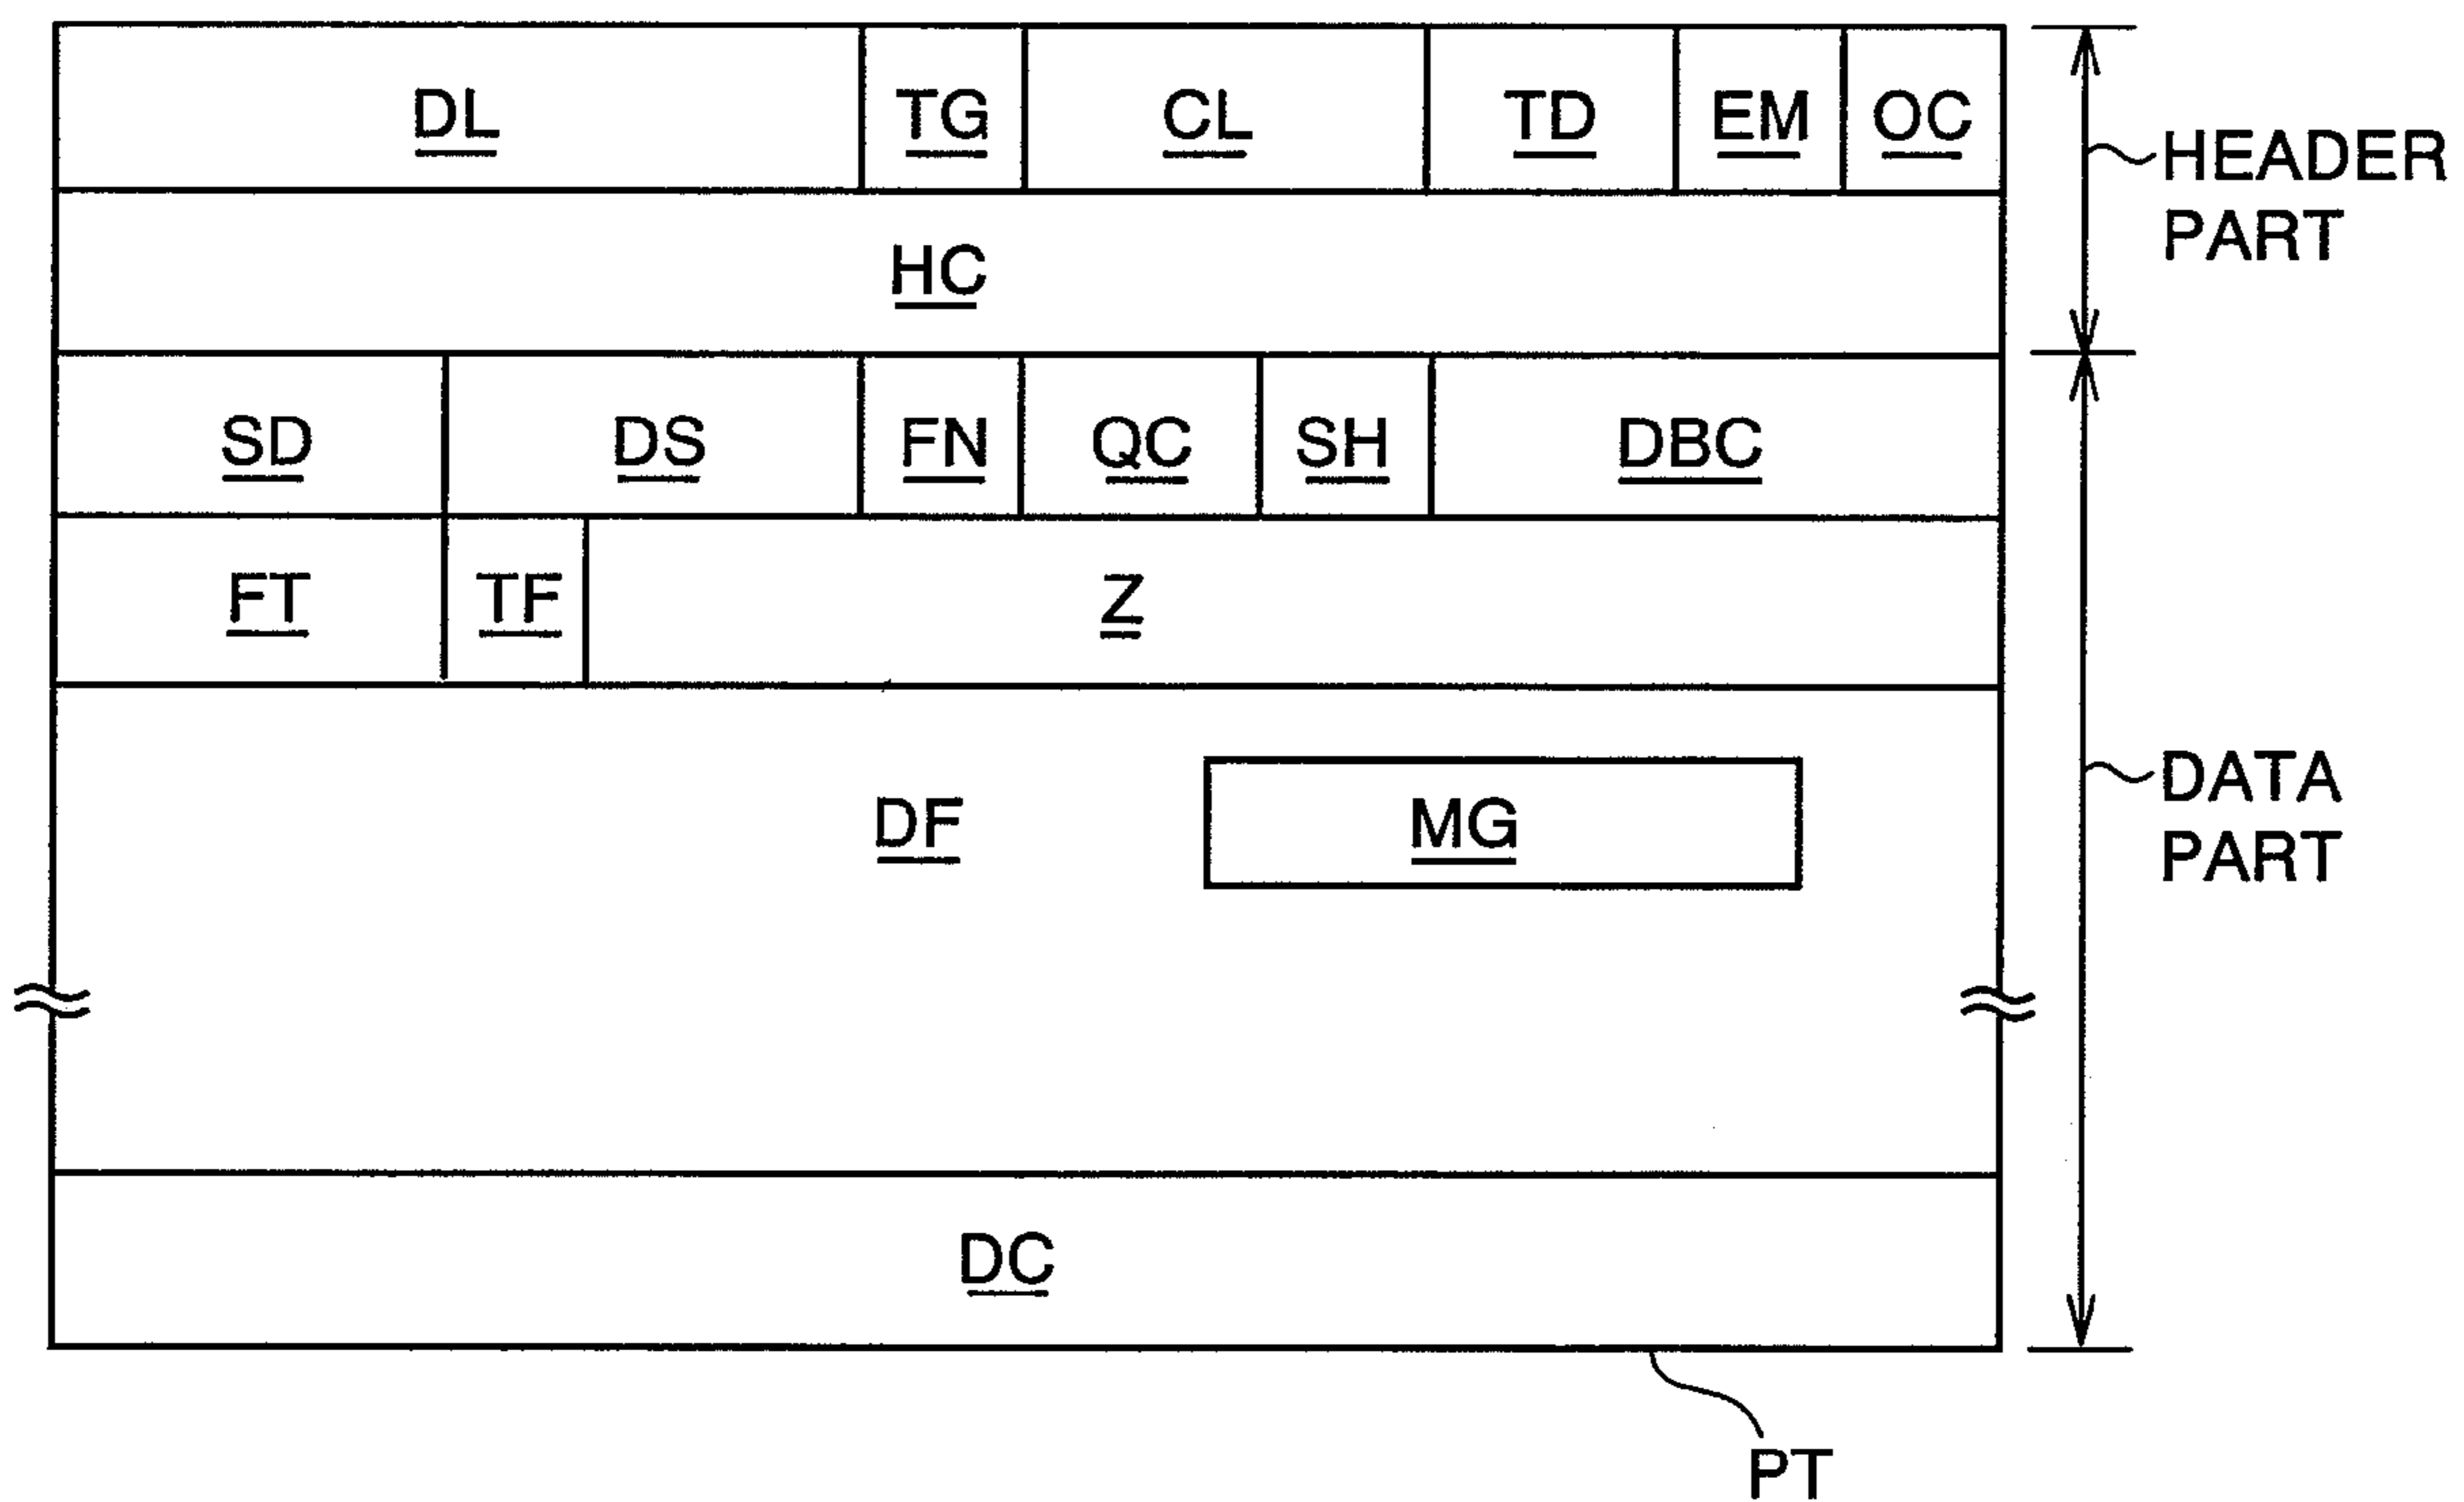 DL TG CL TD EM OC
HEADER
PART
HC
SD DS FN QC SH DBC
FT TF Z
DF MG
DATA
PART
DC
PT